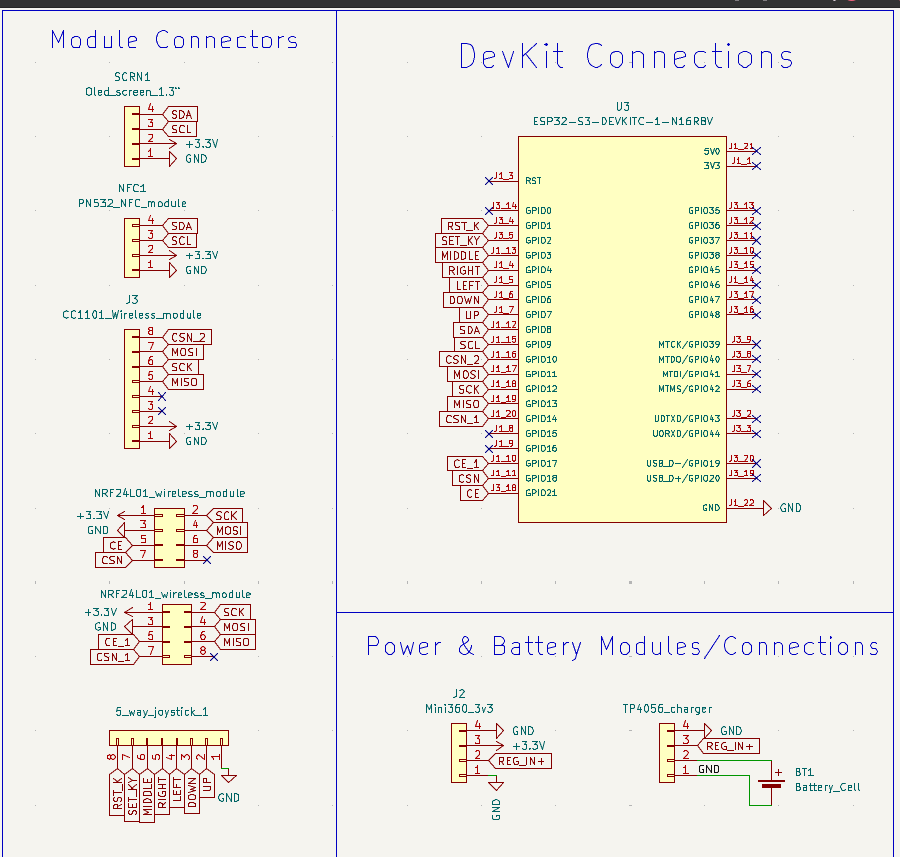 Module Connectors
SCRN1
Oled_screen_1.3"
4 SDA
3 SCL
2 +3.3V
1 GND
NFC1
PN532_NFC_module
4 SDA
3 SCL
2 +3.3V
1 GND
J3
CC1101_Wireless_module
8 CSN_2
7 MOSI
6 SCK
5 MISO
4
3
2 +3.3V
1 GND
NRF24L01_wireless_module
+3.3V 1 2 SCK
GND 3 4 MOSI
CE 5 6 MISO
CSN 7 8
NRF24L01_wireless_module
+3.3V 1 2 SCK
GND 3 4 MOSI
CE_1 5 6 MISO
CSN_1 7 8
5_way_joystick_1
8 7 6 5 4 3 2 1
RST_K SET_KY MIDDLE RIGHT LEFT DOWN UP GND
DevKit Connections
U3
ESP32-S3-DEVKITC-1-N16R8V
J1_21 5V0
J1_1 3V3
J1_3 RST
J3_14 GPIO0 GPIO35 J3_13
RST_K J3_4 GPIO1 GPIO36 J3_12
SET_KY J3_5 GPIO2 GPIO37 J3_11
MIDDLE J1_13 GPIO3 GPIO38 J3_10
RIGHT J1_4 GPIO4 GPIO45 J3_15
LEFT J1_5 GPIO5 GPIO46 J1_14
DOWN J1_6 GPIO6 GPIO47 J3_17
UP J1_7 GPIO7 GPIO48 J3_16
SDA J1_12 GPIO8
SCL J1_15 GPIO9 MTCK/GPIO39 J3_9
CSN_2 J1_16 GPIO10 MTDO/GPIO40 J3_8
MOSI J1_17 GPIO11 MTDI/GPIO41 J3_7
SCK J1_18 GPIO12 MTMS/GPIO42 J3_6
MISO J1_19 GPIO13
CSN_1 J1_20 GPIO14 U0TXD/GPIO43 J3_2
J1_8 GPIO15 U0RXD/GPIO44 J3_3
J1_9 GPIO16
CE_1 J1_10 GPIO17 USB_D-/GPIO19 J3_20
CSN J1_11 GPIO18 USB_D+/GPIO20 J3_19
CE J3_18 GPIO21
GND J1_22 GND
Power & Battery Modules/Connections
J2
Mini360_3v3
4 GND
3 +3.3V
2 REG_IN+
1
GND
TP4056_charger
4 GND
3 REG_IN+
2
1 GND
+
BT1
Battery_Cell